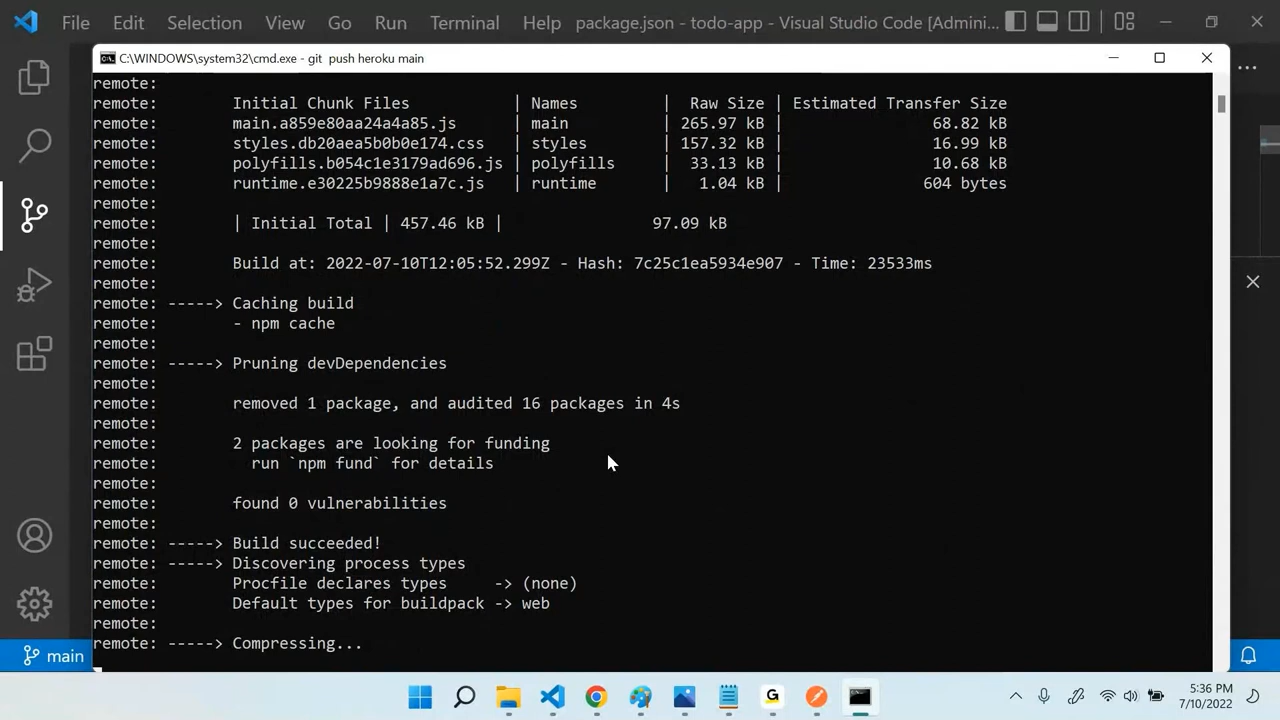 File Edit Selection View Go Run Terminal Help package.json - todo-app - Visual Studio Code [Admini...
C:\WINDOWS\system32\cmd.exe - git  push heroku main
remote:
remote:        Initial Chunk Files           | Names         |  Raw Size | Estimated Transfer Size
remote:        main.a859e80aa24a4a85.js      | main          | 265.97 kB |                68.82 kB
remote:        styles.db20aea5b0b0e174.css   | styles        | 157.32 kB |                16.99 kB
remote:        polyfills.b054c1e3179ad696.js | polyfills     |  33.13 kB |                10.68 kB
remote:        runtime.e30225b9888e1a7c.js   | runtime       |   1.04 kB |               604 bytes
remote:
remote:        | Initial Total | 457.46 kB |                97.09 kB
remote:
remote:        Build at: 2022-07-10T12:05:52.299Z - Hash: 7c25c1ea5934e907 - Time: 23533ms
remote:
remote: -----> Caching build
remote:        - npm cache
remote:
remote: -----> Pruning devDependencies
remote:
remote:        removed 1 package, and audited 16 packages in 4s
remote:
remote:        2 packages are looking for funding
remote:          run `npm fund` for details
remote:
remote:        found 0 vulnerabilities
remote:
remote: -----> Build succeeded!
remote: -----> Discovering process types
remote:        Procfile declares types     -> (none)
remote:        Default types for buildpack -> web
remote:
remote: -----> Compressing...
main
5:36 PM
7/10/2022